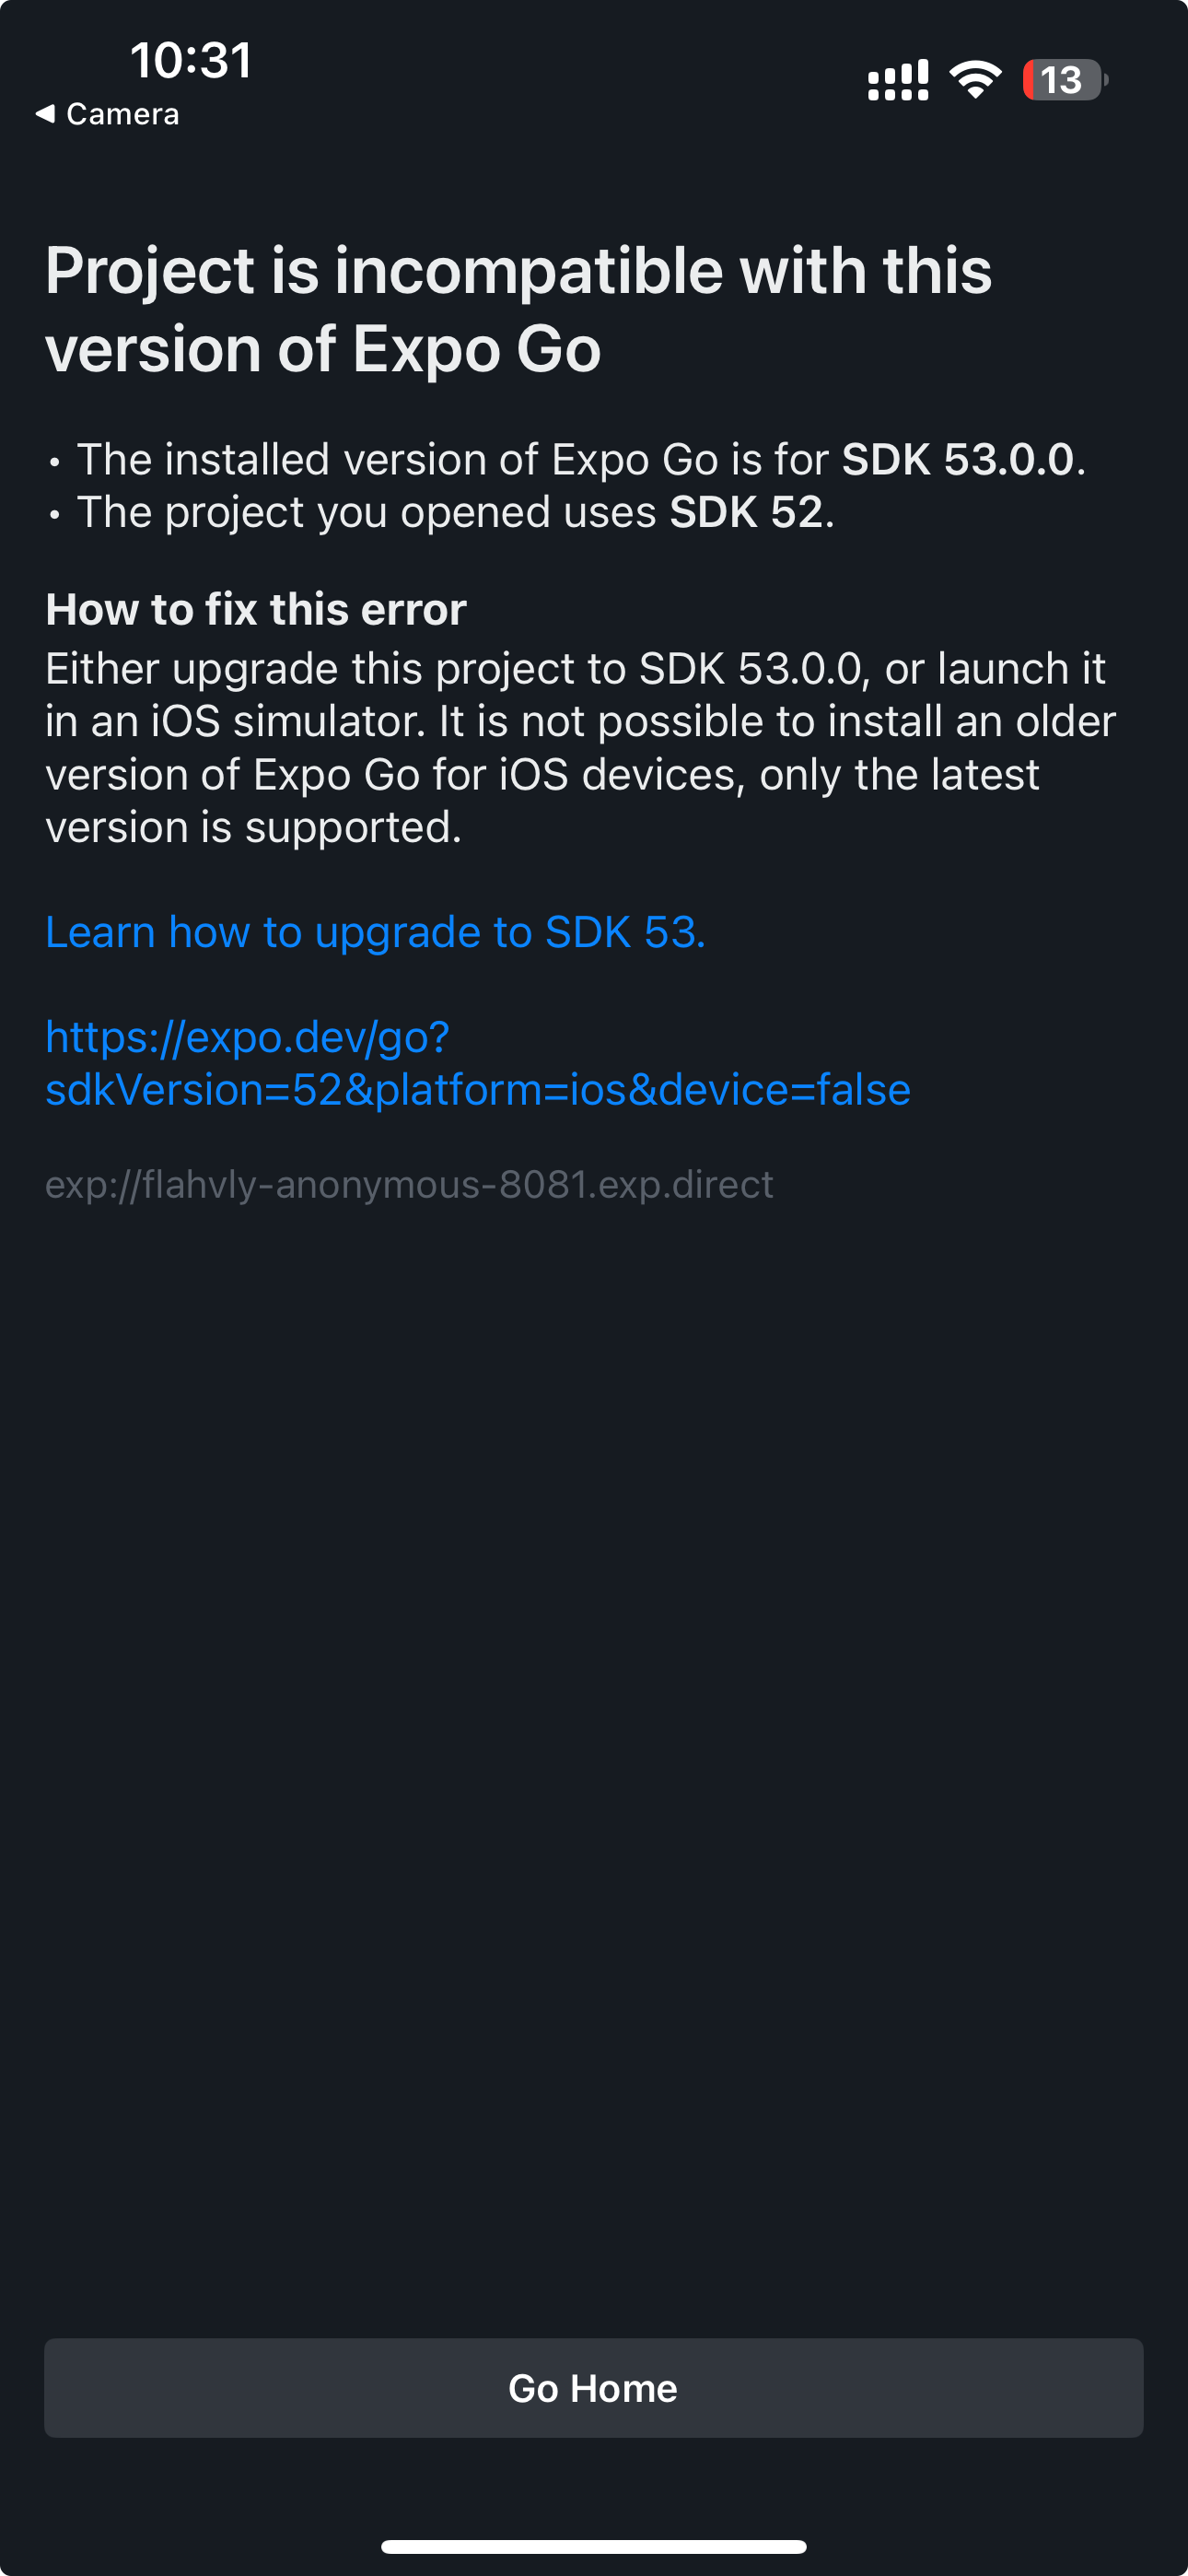 10:31
13
◀ Camera
Project is incompatible with this
version of Expo Go
• The installed version of Expo Go is for SDK 53.0.0.
• The project you opened uses SDK 52.
How to fix this error
Either upgrade this project to SDK 53.0.0, or launch it
in an iOS simulator. It is not possible to install an older
version of Expo Go for iOS devices, only the latest
version is supported.
Learn how to upgrade to SDK 53.
https://expo.dev/go?
sdkVersion=52&platform=ios&device=false
exp://flahvly-anonymous-8081.exp.direct
Go Home